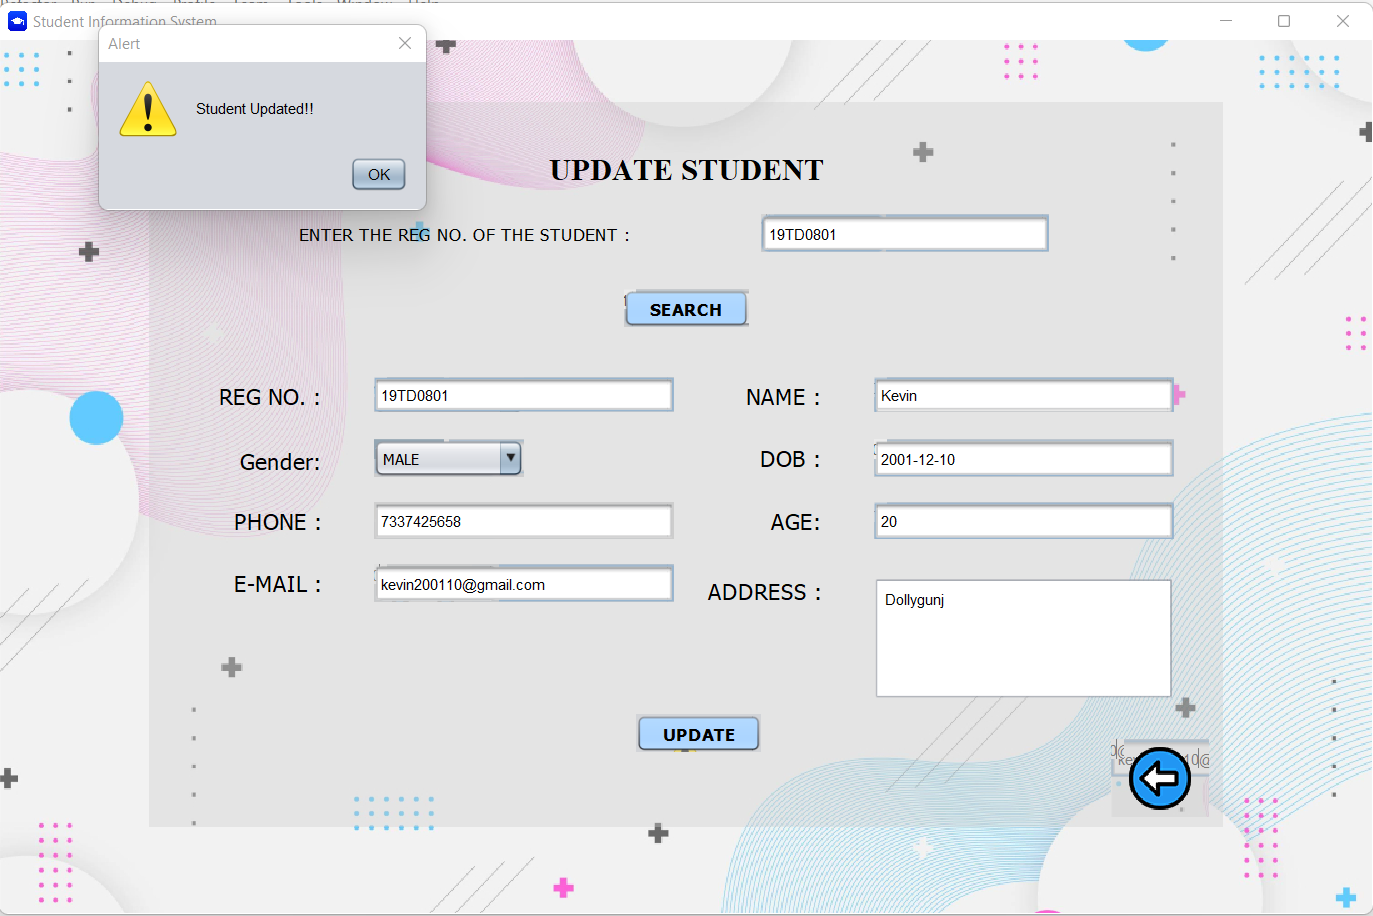 Student Information System
Alert
Student Updated!!
OK
UPDATE STUDENT
ENTER THE REG NO. OF THE STUDENT :
19TD0801
SEARCH
REG NO. :
19TD0801
NAME :
Kevin
Gender:
MALE
DOB :
2001-12-10
PHONE :
7337425658
AGE:
20
E-MAIL :
kevin200110@gmail.com
ADDRESS :
Dollygunj
UPDATE